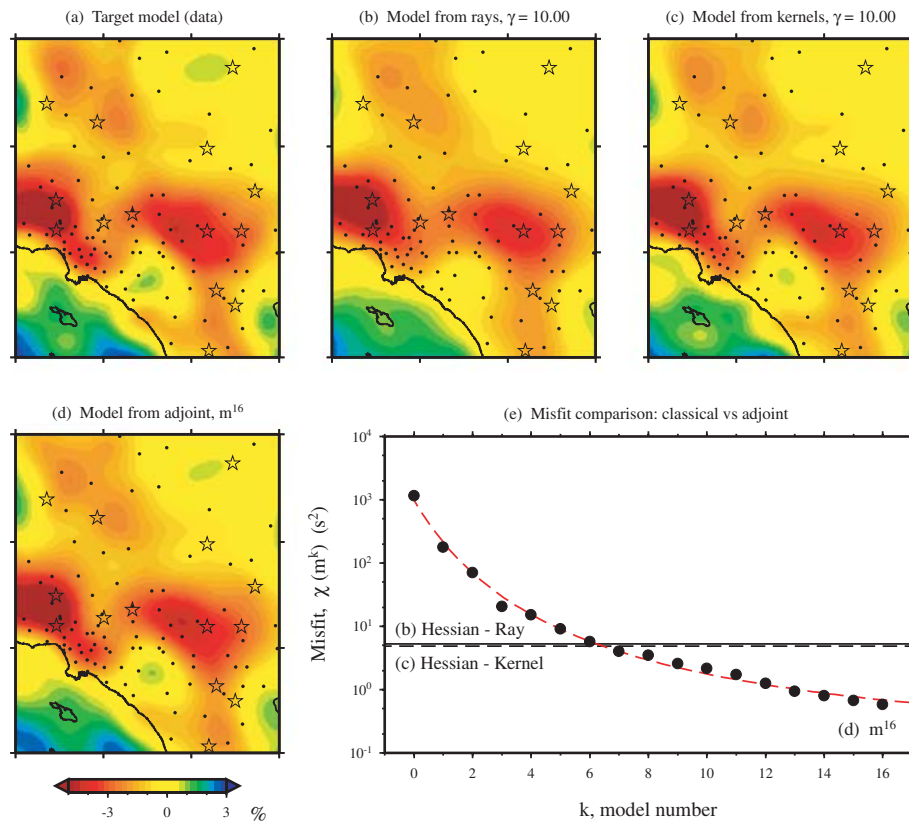 (a) Target model (data)
(b) Model from rays, γ = 10.00
(c) Model from kernels, γ = 10.00
(d) Model from adjoint, m¹⁶
-3 0 3 %
(e) Misfit comparison: classical vs adjoint
Misfit, χ (mᵏ) (s²)
10⁴
10³
10²
10¹
10⁰
10⁻¹
(b) Hessian - Ray
(c) Hessian - Kernel
(d) m¹⁶
0 2 4 6 8 10 12 14 16
k, model number